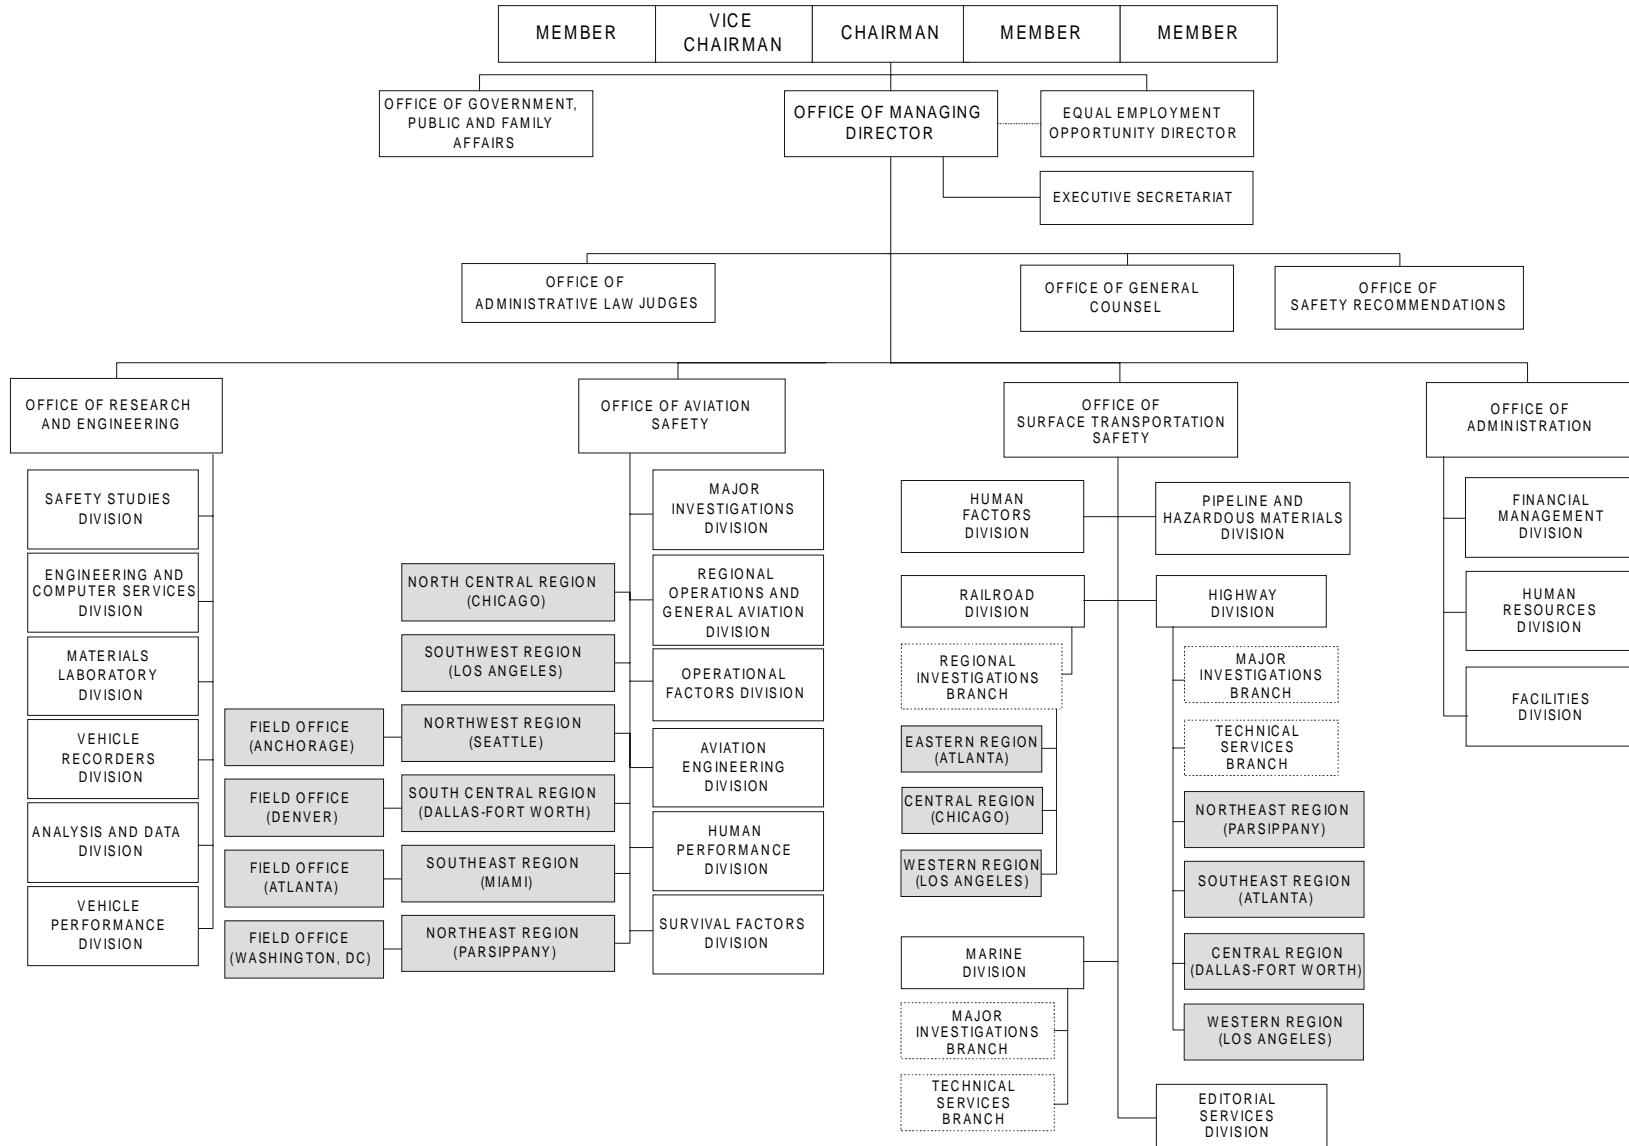 MEMBER
VICE
CHAIRMAN
CHAIRMAN
MEMBER
MEMBER
OFFICE OF GOVERNMENT,
PUBLIC AND FAMILY
AFFAIRS
OFFICE OF MANAGING
DIRECTOR
EQUAL EMPLOYMENT
OPPORTUNITY DIRECTOR
EXECUTIVE SECRETARIAT
OFFICE OF
ADMINISTRATIVE LAW JUDGES
OFFICE OF GENERAL
COUNSEL
OFFICE OF
SAFETY RECOMMENDATIONS
OFFICE OF RESEARCH
AND ENGINEERING
SAFETY STUDIES
DIVISION
ENGINEERING AND
COMPUTER SERVICES
DIVISION
MATERIALS
LABORATORY
DIVISION
VEHICLE
RECORDERS
DIVISION
ANALYSIS AND DATA
DIVISION
VEHICLE
PERFORMANCE
DIVISION
OFFICE OF AVIATION
SAFETY
NORTH CENTRAL REGION
(CHICAGO)
SOUTHWEST REGION
(LOS ANGELES)
FIELD OFFICE
(ANCHORAGE)
NORTHWEST REGION
(SEATTLE)
FIELD OFFICE
(DENVER)
SOUTH CENTRAL REGION
(DALLAS-FORT WORTH)
FIELD OFFICE
(ATLANTA)
SOUTHEAST REGION
(MIAMI)
FIELD OFFICE
(WASHINGTON, DC)
NORTHEAST REGION
(PARSIPPANY)
MAJOR
INVESTIGATIONS
DIVISION
REGIONAL
OPERATIONS AND
GENERAL AVIATION
DIVISION
OPERATIONAL
FACTORS DIVISION
AVIATION
ENGINEERING
DIVISION
HUMAN
PERFORMANCE
DIVISION
SURVIVAL FACTORS
DIVISION
OFFICE OF
SURFACE TRANSPORTATION
SAFETY
HUMAN
FACTORS
DIVISION
PIPELINE AND
HAZARDOUS MATERIALS
DIVISION
RAILROAD
DIVISION
REGIONAL
INVESTIGATIONS
BRANCH
EASTERN REGION
(ATLANTA)
CENTRAL REGION
(CHICAGO)
WESTERN REGION
(LOS ANGELES)
HIGHWAY
DIVISION
MAJOR
INVESTIGATIONS
BRANCH
TECHNICAL
SERVICES
BRANCH
NORTHEAST REGION
(PARSIPPANY)
SOUTHEAST REGION
(ATLANTA)
CENTRAL REGION
(DALLAS-FORT WORTH)
WESTERN REGION
(LOS ANGELES)
MARINE
DIVISION
MAJOR
INVESTIGATIONS
BRANCH
TECHNICAL
SERVICES
BRANCH
EDITORIAL
SERVICES
DIVISION
OFFICE OF
ADMINISTRATION
FINANCIAL
MANAGEMENT
DIVISION
HUMAN
RESOURCES
DIVISION
FACILITIES
DIVISION